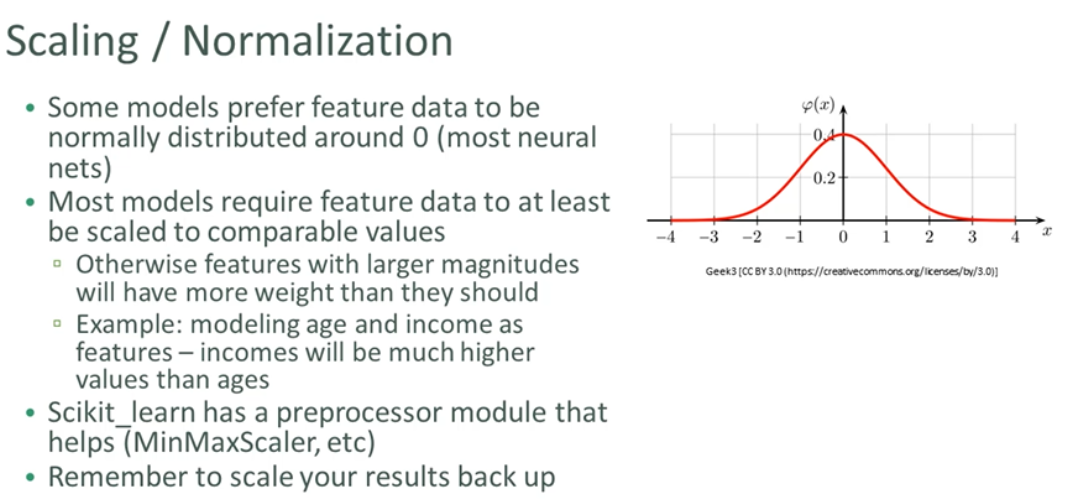 Scaling / Normalization
• Some models prefer feature data to be
normally distributed around 0 (most neural
nets)
• Most models require feature data to at least
be scaled to comparable values
▫ Otherwise features with larger magnitudes
will have more weight than they should
▫ Example: modeling age and income as
features – incomes will be much higher
values than ages
• Scikit_learn has a preprocessor module that
helps (MinMaxScaler, etc)
• Remember to scale your results back up
φ(x)
0.4
0.2
−4 −3 −2 −1 0 1 2 3 4 x
Geek3 [CC BY 3.0 (https://creativecommons.org/licenses/by/3.0)]